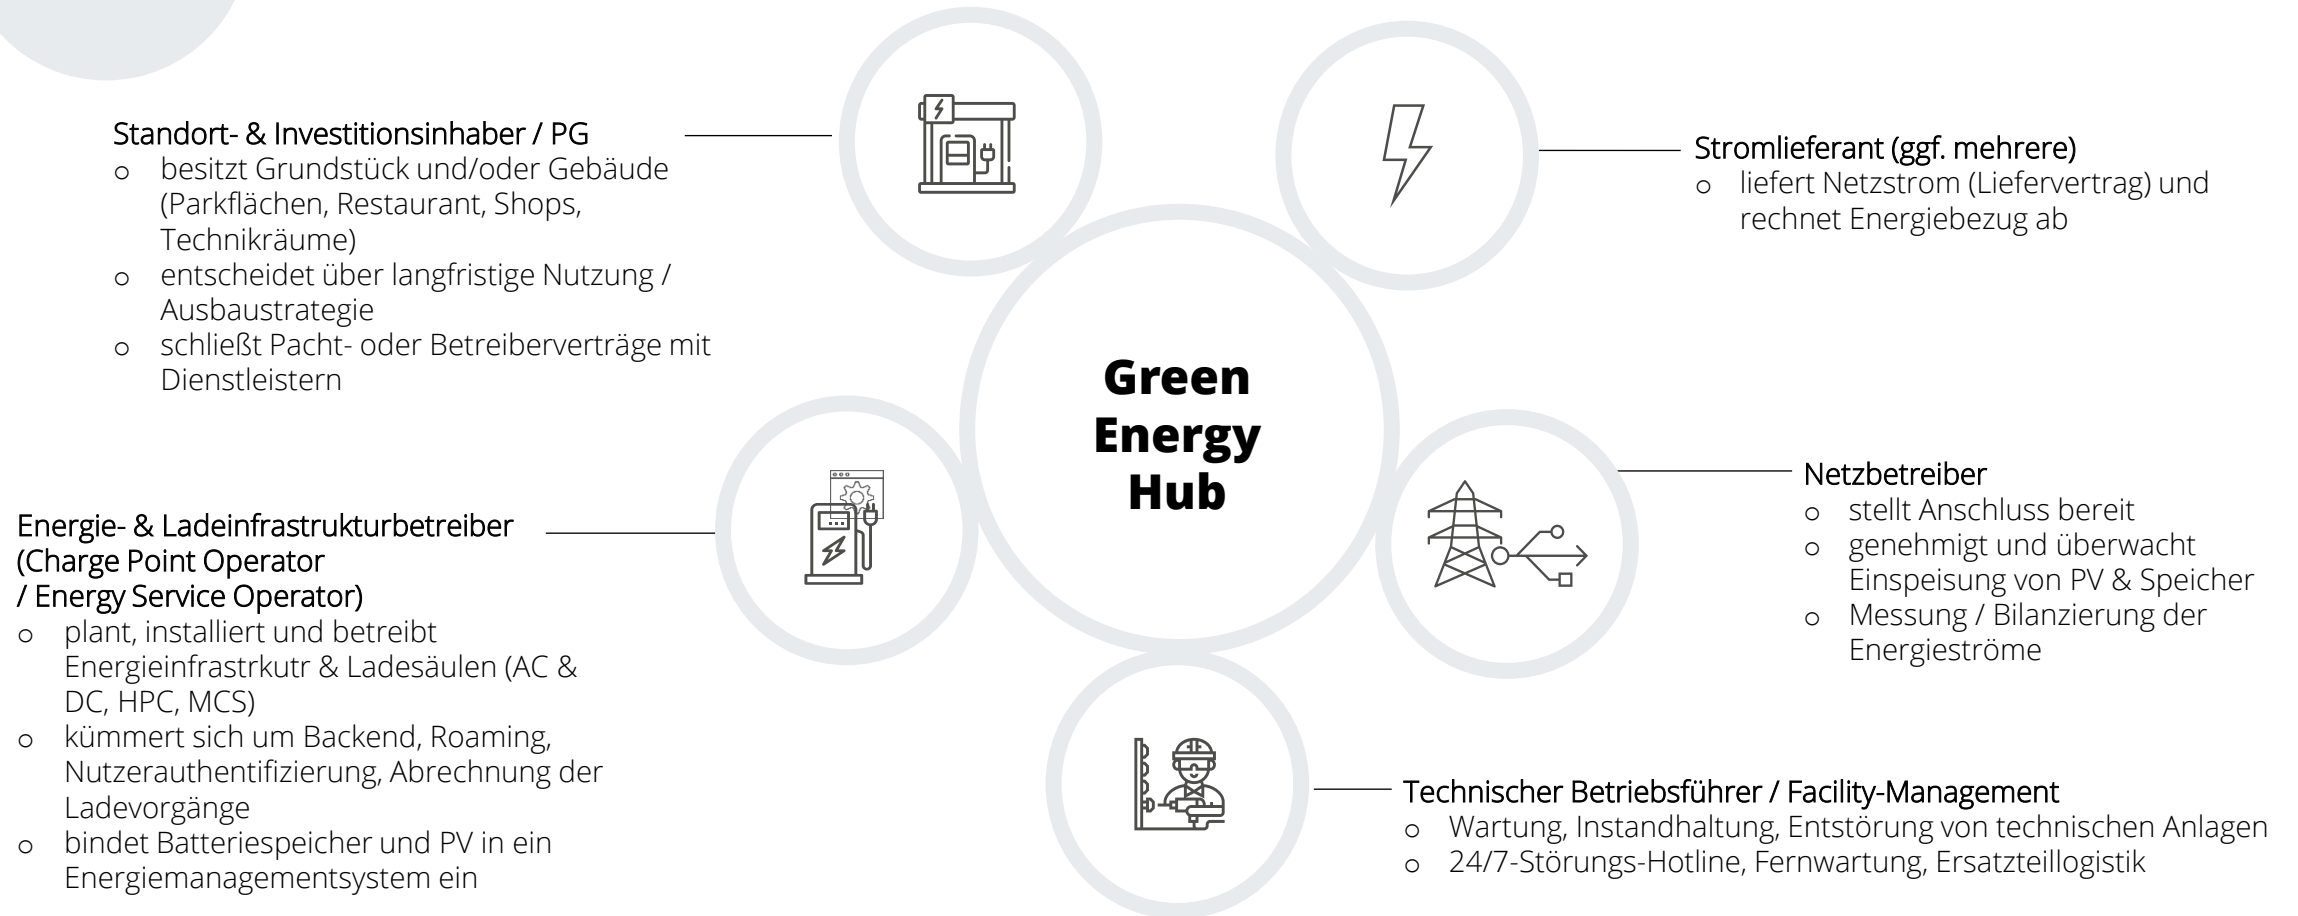 Standort- & Investitionsinhaber / PG
o besitzt Grundstück und/oder Gebäude
(Parkflächen, Restaurant, Shops,
Technikräume)
o entscheidet über langfristige Nutzung /
Ausbaustrategie
o schließt Pacht- oder Betreiberverträge mit
Dienstleistern
Energie- & Ladeinfrastrukturbetreiber
(Charge Point Operator
/ Energy Service Operator)
o plant, installiert und betreibt
Energieinfrastrkutr & Ladesäulen (AC &
DC, HPC, MCS)
o kümmert sich um Backend, Roaming,
Nutzerauthentifizierung, Abrechnung der
Ladevorgänge
o bindet Batteriespeicher und PV in ein
Energiemanagementsystem ein
Green
Energy
Hub
Stromlieferant (ggf. mehrere)
o liefert Netzstrom (Liefervertrag) und
rechnet Energiebezug ab
Netzbetreiber
o stellt Anschluss bereit
o genehmigt und überwacht
Einspeisung von PV & Speicher
o Messung / Bilanzierung der
Energieströme
Technischer Betriebsführer / Facility-Management
o Wartung, Instandhaltung, Entstörung von technischen Anlagen
o 24/7-Störungs-Hotline, Fernwartung, Ersatzteillogistik